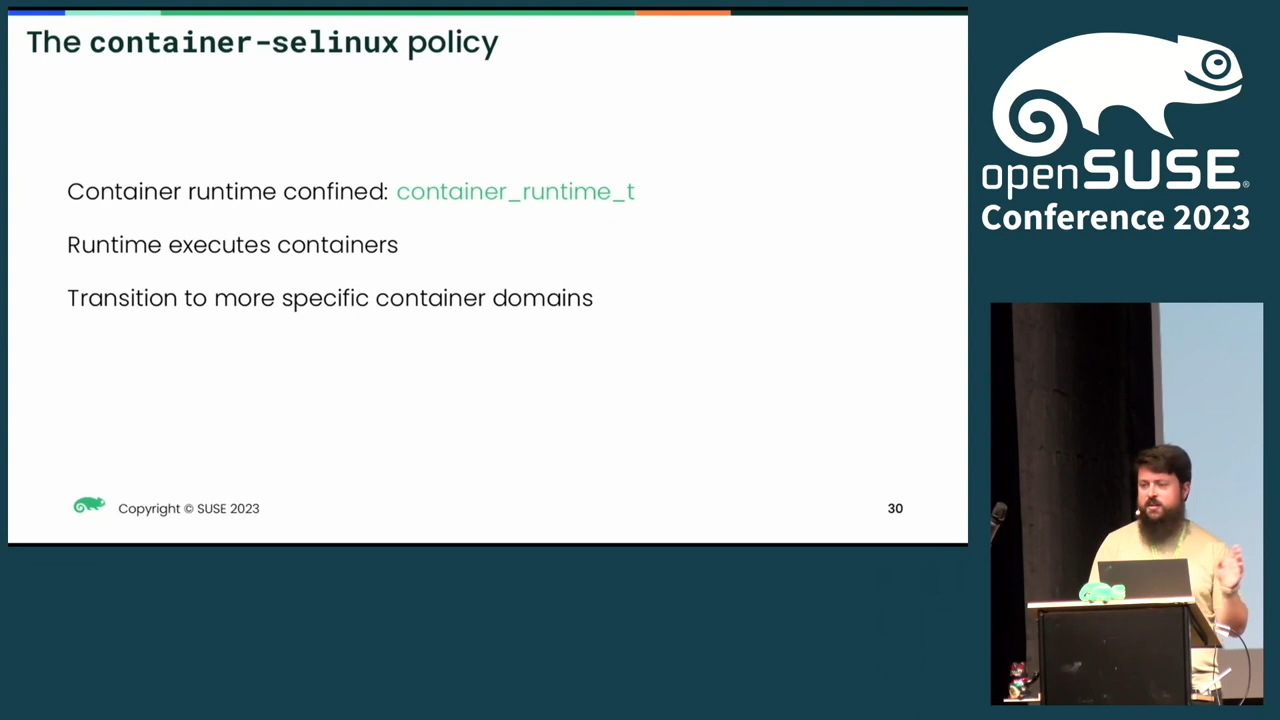 The container-selinux policy
Container runtime confined: container_runtime_t
Runtime executes containers
Transition to more specific container domains
Copyright © SUSE 2023
30
openSUSE®
Conference 2023